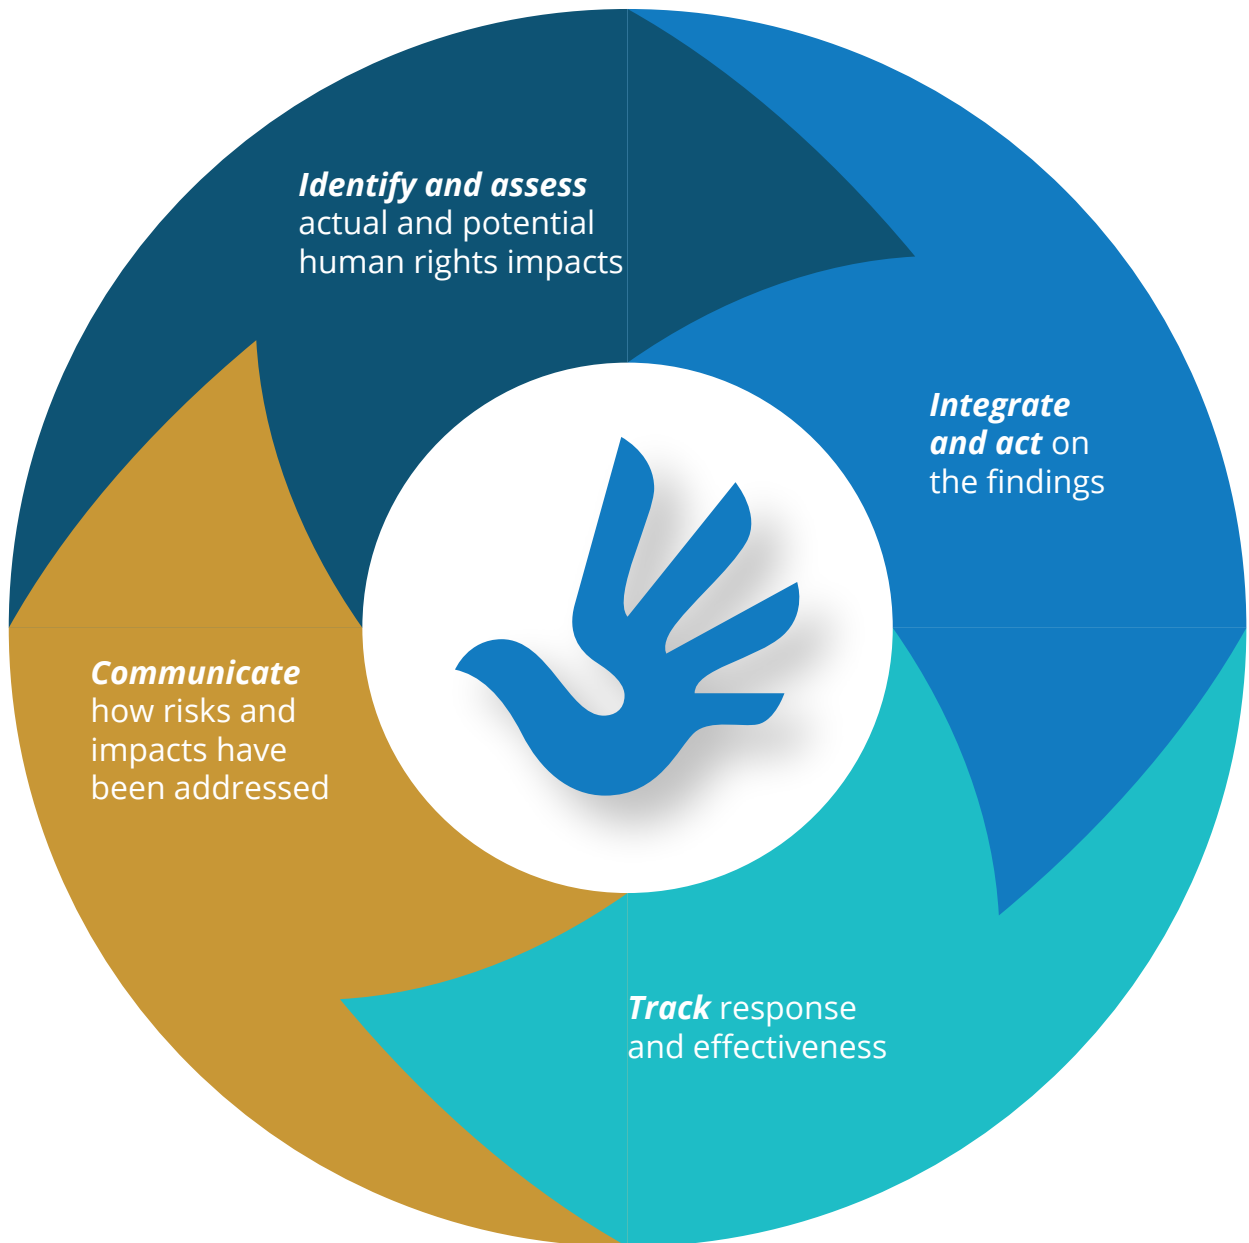 Identify and assess
actual and potential
human rights impacts
Integrate
and act on
the findings
Track response
and effectiveness
Communicate
how risks and
impacts have
been addressed